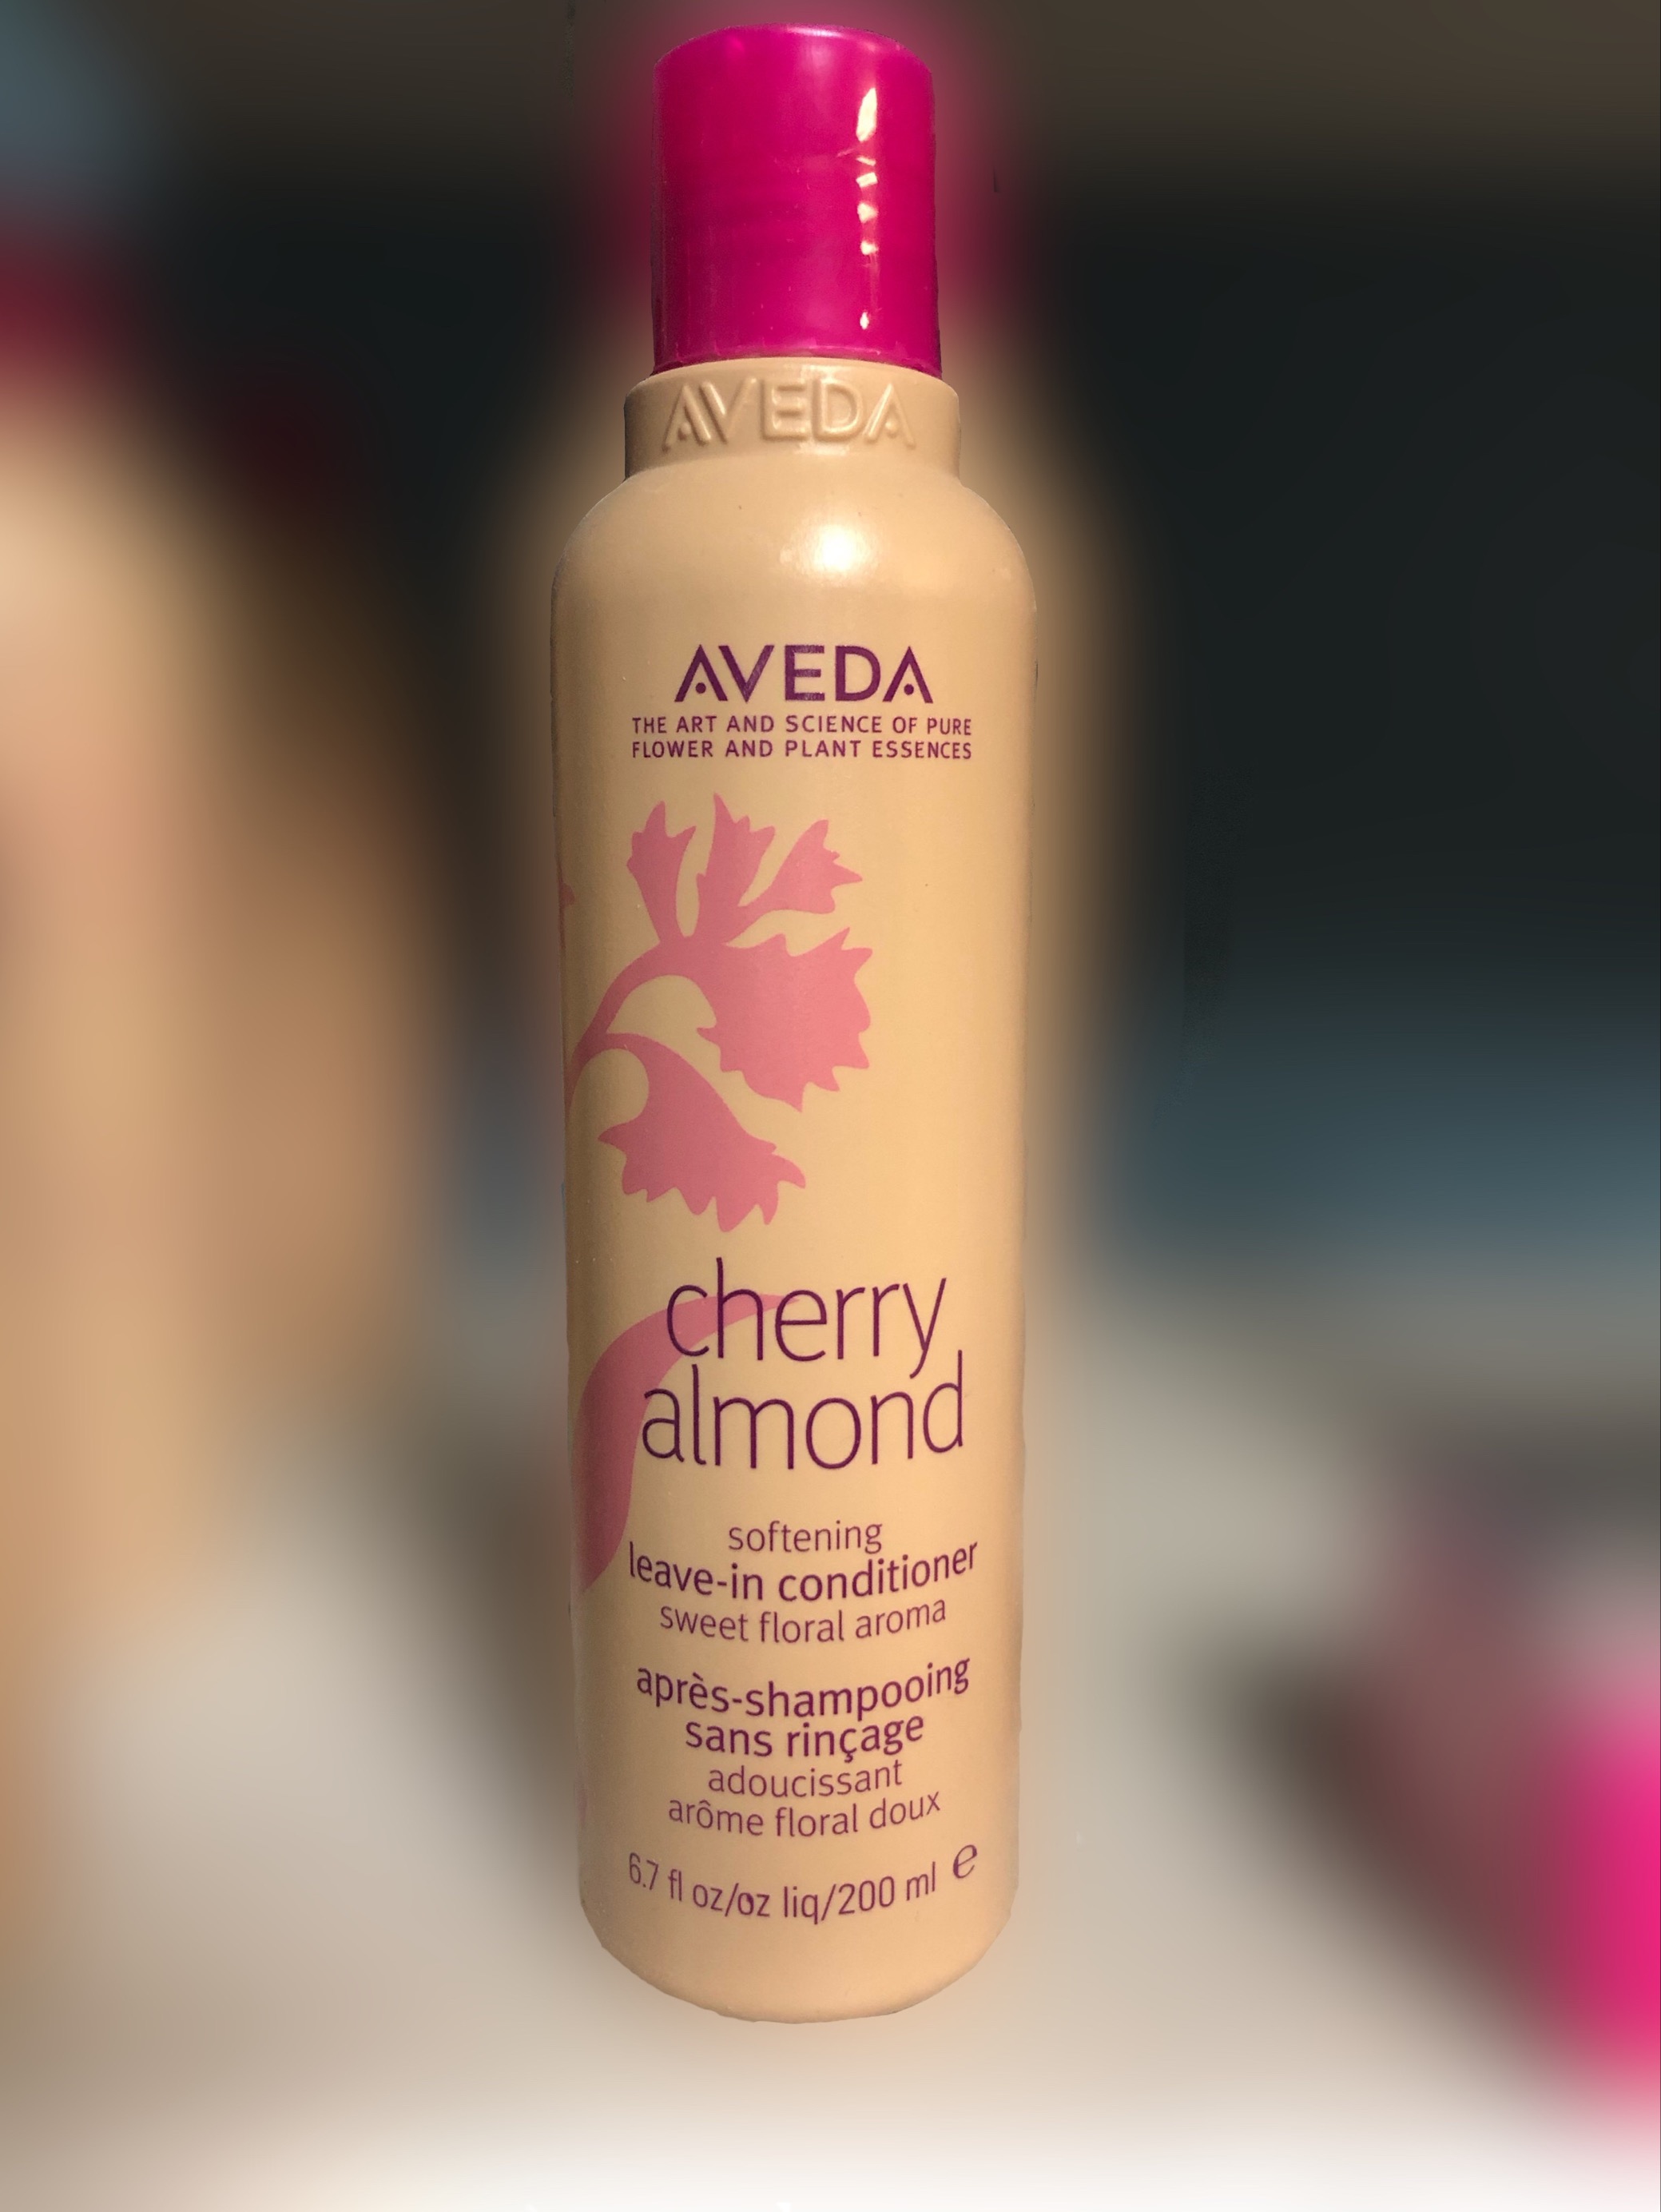 AVEDA
AVEDA
THE ART AND SCIENCE OF PURE
FLOWER AND PLANT ESSENCES
cherry
almond
softening
leave-in conditioner
sweet floral aroma
après-shampooing
sans rinçage
adoucissant
arôme floral doux
6.7 fl oz/oz liq/200 ml e